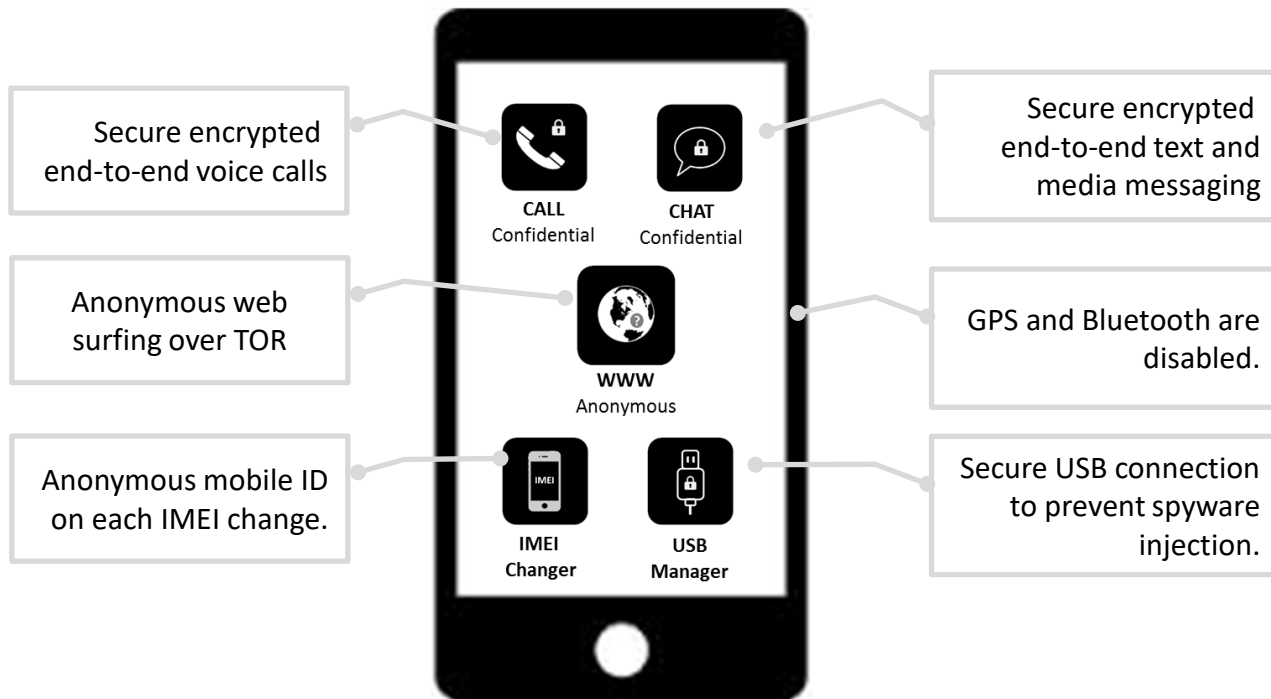 Secure encrypted
end-to-end voice calls
Secure encrypted
end-to-end text and
media messaging
CALL
Confidential
CHAT
Confidential
Anonymous web
surfing over TOR
GPS and Bluetooth are
disabled.
?
WWW
Anonymous
Anonymous mobile ID
on each IMEI change.
Secure USB connection
to prevent spyware
injection.
IMEI
IMEI
Changer
USB
Manager